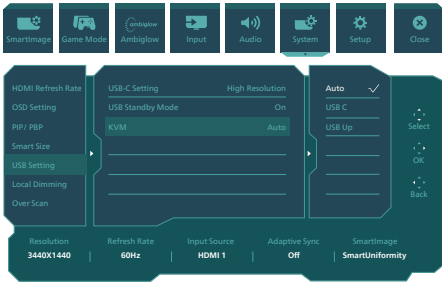 SmartImage
Game Mode
ambiglow
Ambiglow
Input
Audio
System
Setup
Close
HDMI Refresh Rate
OSD Setting
PIP/ PBP
Smart Size
USB Setting
Local Dimming
Over Scan
USB-C Setting High Resolution
USB Standby Mode On
KVM Auto
Auto
USB C
USB Up
Select
OK
Back
Resolution Refresh Rate Input Source Adaptive Sync SmartImage
3440X1440 | 60Hz | HDMI 1 | Off | SmartUniformity